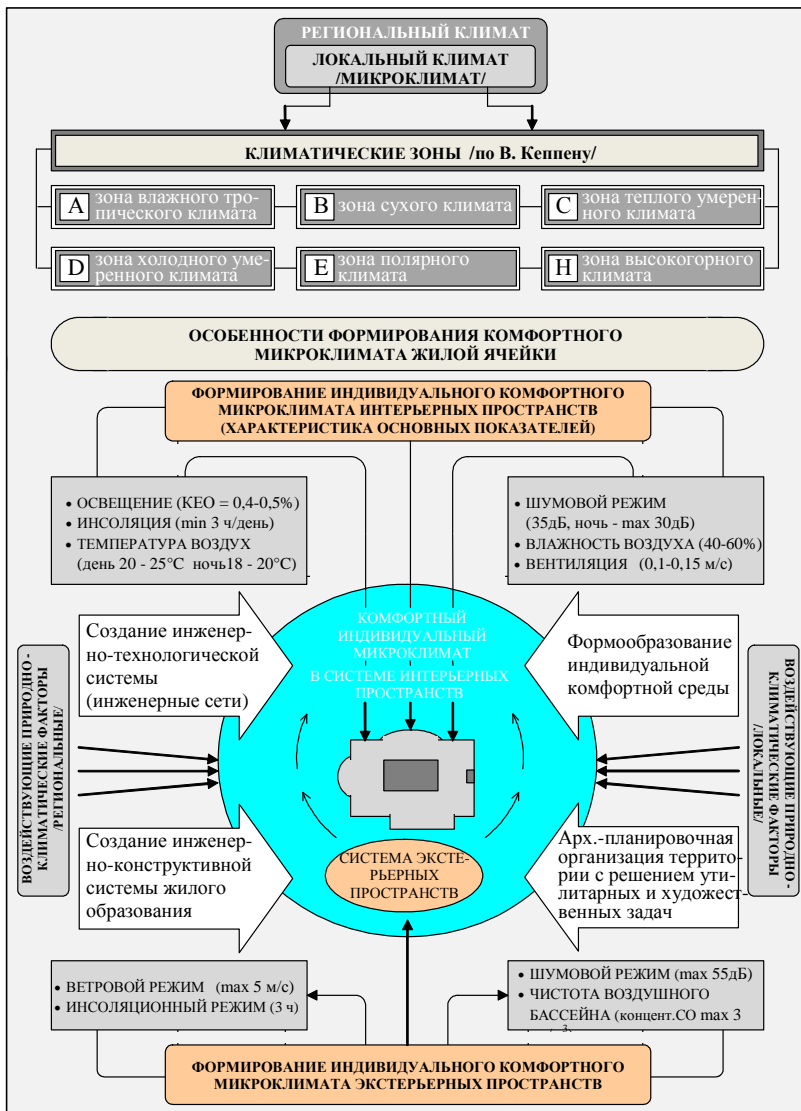 РЕГИОНАЛЬНЫЙ КЛИМАТ
ЛОКАЛЬНЫЙ КЛИМАТ
/МИКРОКЛИМАТ/
КЛИМАТИЧЕСКИЕ ЗОНЫ /по В. Кеппену/
A зона влажного тро-
пического климата
B зона сухого климата
C зона теплого умерен-
ного климата
D зона холодного уме-
ренного климата
E зона полярного
климата
H зона высокогорного
климата
ОСОБЕННОСТИ ФОРМИРОВАНИЯ КОМФОРТНОГО
МИКРОКЛИМАТА ЖИЛОЙ ЯЧЕЙКИ
ФОРМИРОВАНИЕ ИНДИВИДУАЛЬНОГО КОМФОРТНОГО
МИКРОКЛИМАТА ИНТЕРЬЕРНЫХ ПРОСТРАНСТВ
(ХАРАКТЕРИСТИКА ОСНОВНЫХ ПОКАЗАТЕЛЕЙ)
• ОСВЕЩЕНИЕ (КЕО = 0,4-0,5%)
• ИНСОЛЯЦИЯ (min 3 ч/день)
• ТЕМПЕРАТУРА ВОЗДУХ
(день 20 - 25°С ночь18 - 20°С)
• ШУМОВОЙ РЕЖИМ
(35дБ, ночь - max 30дБ)
• ВЛАЖНОСТЬ ВОЗДУХА (40-60%)
• ВЕНТИЛЯЦИЯ (0,1-0,15 м/с)
КОМФОРТНЫЙ
ИНДИВИДУАЛЬНЫЙ
МИКРОКЛИМАТ
В СИСТЕМЕ ИНТЕРЬЕРНЫХ
ПРОСТРАНСТВ
Создание инженер-
но-технологической
системы
(инженерные сети)
Формообразование
индивидуальной
комфортной среды
ВОЗДЕЙСТВУЮЩИЕ ПРИРОДНО-
КЛИМАТИЧЕСКИЕ ФАКТОРЫ
/РЕГИОНАЛЬНЫЕ/
ВОЗДЕЙСТВУЮЩИЕ ПРИРОДНО-
КЛИМАТИЧЕСКИЕ ФАКТОРЫ
/ЛОКАЛЬНЫЕ/
Создание инженер-
но-конструктивной
системы жилого
образования
СИСТЕМА ЭКСТЕ-
РЬЕРНЫХ
ПРОСТРАНСТВ
Арх.-планировочная
организация террито-
рии с решением ути-
литарных и художест-
венных задач
• ВЕТРОВОЙ РЕЖИМ (max 5 м/с)
• ИНСОЛЯЦИОННЫЙ РЕЖИМ (3 ч)
• ШУМОВОЙ РЕЖИМ (max 55дБ)
• ЧИСТОТА ВОЗДУШНОГО
БАССЕЙНА (концент.СО max 3
ФОРМИРОВАНИЕ ИНДИВИДУАЛЬНОГО КОМФОРТНОГО
МИКРОКЛИМАТА ЭКСТЕРЬЕРНЫХ ПРОСТРАНСТВ